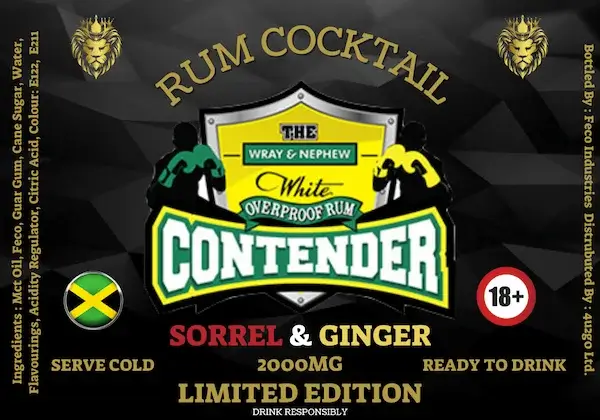 RUM COCKTAIL
THE
WRAY & NEPHEW
White
OVERPROOF RUM
CONTENDER
18+
SORREL & GINGER
SERVE COLD
2000MG
READY TO DRINK
LIMITED EDITION
DRINK RESPONSIBLY
Ingredients : Mct Oil, Feco, Guar Gum, Cane Sugar, Water,
Flavourings, Acidity Regulator, Citric Acid, Colour: E122, E211
Bottled By : Feco Industries Distrubuted By : 4u2go Ltd.